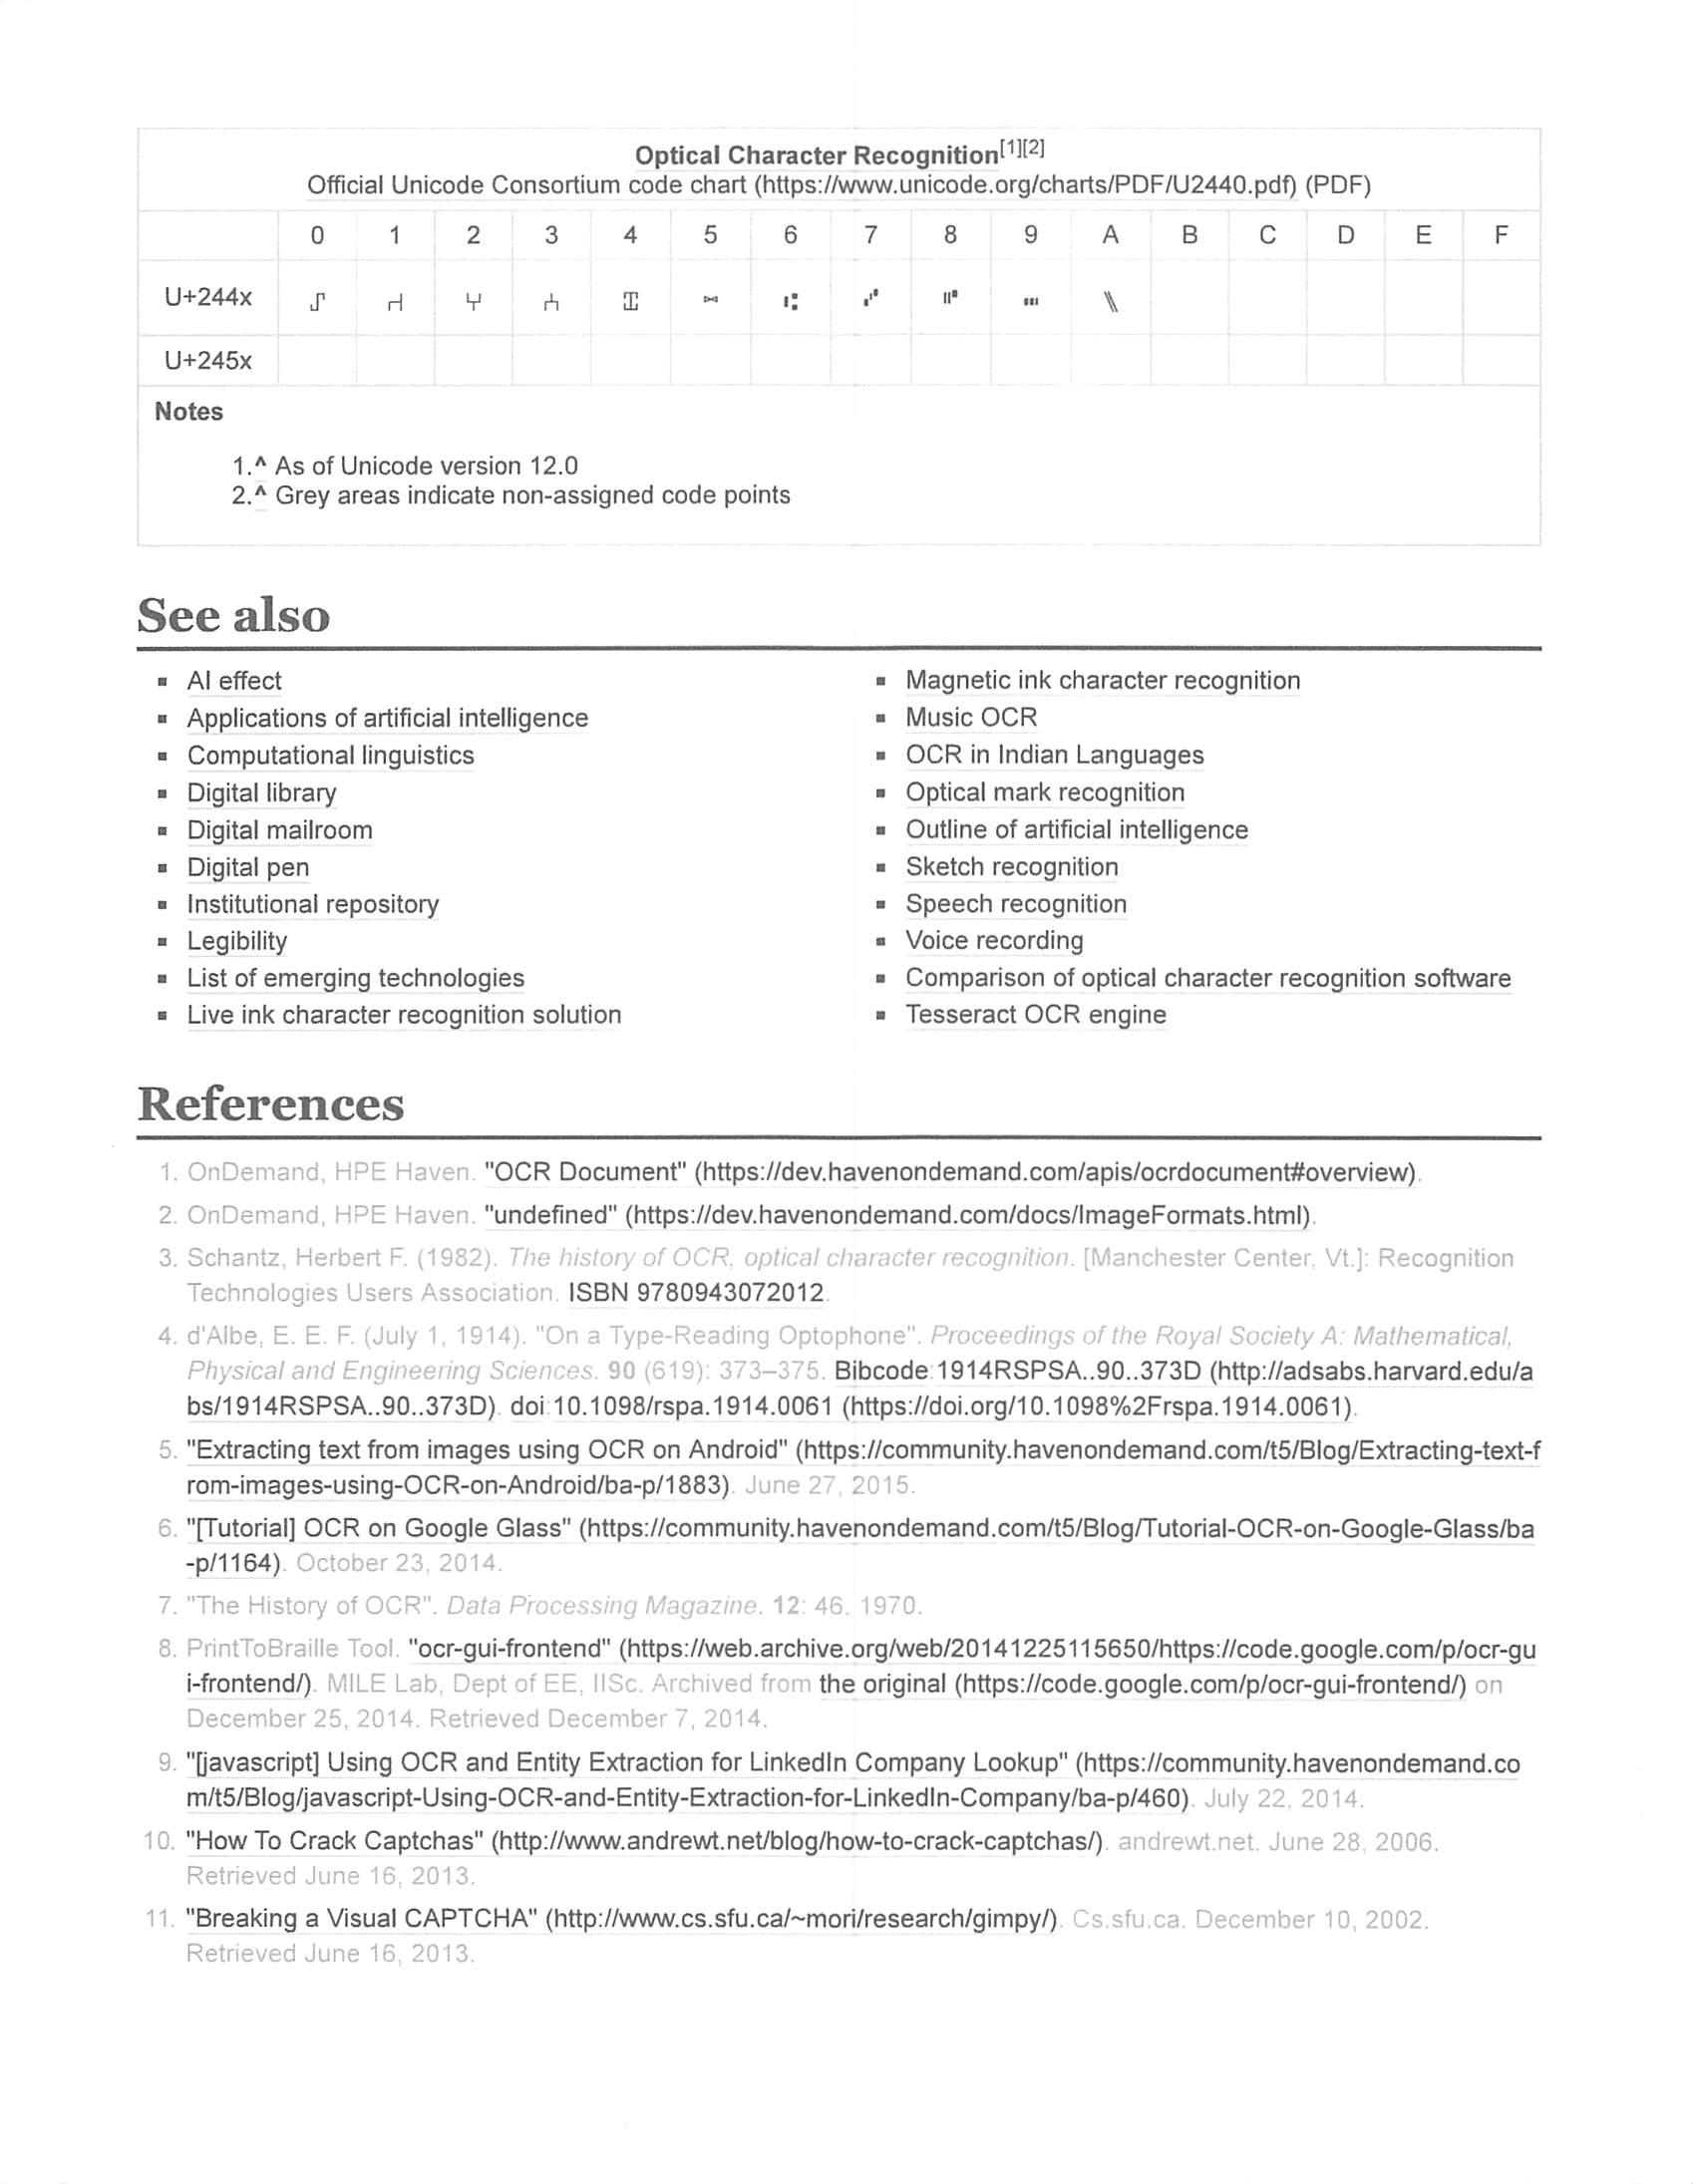 Optical Character Recognition[1][2]
Official Unicode Consortium code chart (https://www.unicode.org/charts/PDF/U2440.pdf) (PDF)
0 1 2 3 4 5 6 7 8 9 A B C D E F
U+244x ⑀ ⑁ ⑂ ⑃ ⑄ ⑅ ⑆ ⑇ ⑈ ⑉ ⑊
U+245x
Notes
1.^ As of Unicode version 12.0
2.^ Grey areas indicate non-assigned code points
See also
▪ AI effect
▪ Applications of artificial intelligence
▪ Computational linguistics
▪ Digital library
▪ Digital mailroom
▪ Digital pen
▪ Institutional repository
▪ Legibility
▪ List of emerging technologies
▪ Live ink character recognition solution
▪ Magnetic ink character recognition
▪ Music OCR
▪ OCR in Indian Languages
▪ Optical mark recognition
▪ Outline of artificial intelligence
▪ Sketch recognition
▪ Speech recognition
▪ Voice recording
▪ Comparison of optical character recognition software
▪ Tesseract OCR engine
References
1. OnDemand, HPE Haven. "OCR Document" (https://dev.havenondemand.com/apis/ocrdocument#overview).
2. OnDemand, HPE Haven. "undefined" (https://dev.havenondemand.com/docs/ImageFormats.html).
3. Schantz, Herbert F. (1982). The history of OCR, optical character recognition. [Manchester Center, Vt.]: Recognition
Technologies Users Association. ISBN 9780943072012.
4. d'Albe, E. E. F. (July 1, 1914). "On a Type-Reading Optophone". Proceedings of the Royal Society A: Mathematical,
Physical and Engineering Sciences. 90 (619): 373–375. Bibcode:1914RSPSA..90..373D (http://adsabs.harvard.edu/a
bs/1914RSPSA..90..373D). doi:10.1098/rspa.1914.0061 (https://doi.org/10.1098%2Frspa.1914.0061).
5. "Extracting text from images using OCR on Android" (https://community.havenondemand.com/t5/Blog/Extracting-text-f
rom-images-using-OCR-on-Android/ba-p/1883). June 27, 2015.
6. "[Tutorial] OCR on Google Glass" (https://community.havenondemand.com/t5/Blog/Tutorial-OCR-on-Google-Glass/ba
-p/1164). October 23, 2014.
7. "The History of OCR". Data Processing Magazine. 12: 46. 1970.
8. PrintToBraille Tool. "ocr-gui-frontend" (https://web.archive.org/web/20141225115650/https://code.google.com/p/ocr-gu
i-frontend/). MILE Lab, Dept of EE, IISc. Archived from the original (https://code.google.com/p/ocr-gui-frontend/) on
December 25, 2014. Retrieved December 7, 2014.
9. "[javascript] Using OCR and Entity Extraction for LinkedIn Company Lookup" (https://community.havenondemand.co
m/t5/Blog/javascript-Using-OCR-and-Entity-Extraction-for-LinkedIn-Company/ba-p/460). July 22, 2014.
10. "How To Crack Captchas" (http://www.andrewt.net/blog/how-to-crack-captchas/). andrewt.net. June 28, 2006.
Retrieved June 16, 2013.
11. "Breaking a Visual CAPTCHA" (http://www.cs.sfu.ca/~mori/research/gimpy/). Cs.sfu.ca. December 10, 2002.
Retrieved June 16, 2013.